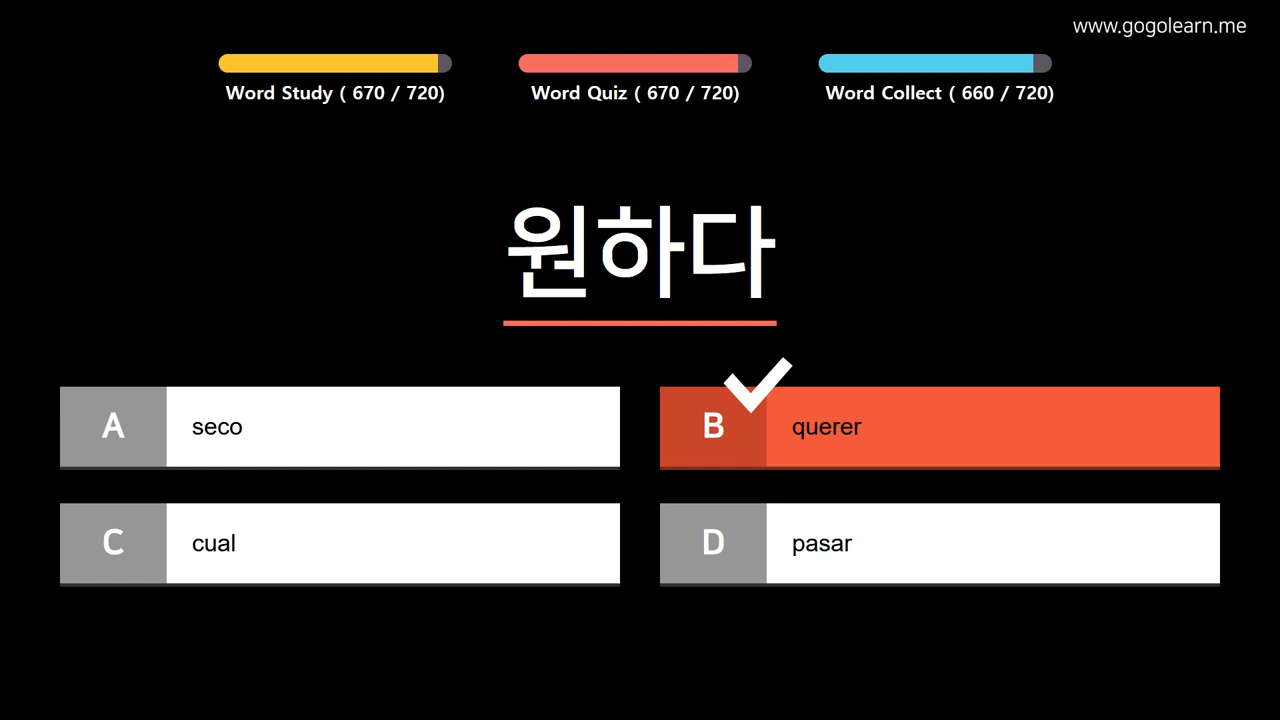 www.gogolearn.me
Word Study ( 670 / 720)
Word Quiz ( 670 / 720)
Word Collect ( 660 / 720)
원하다
A seco
B querer
C cual
D pasar